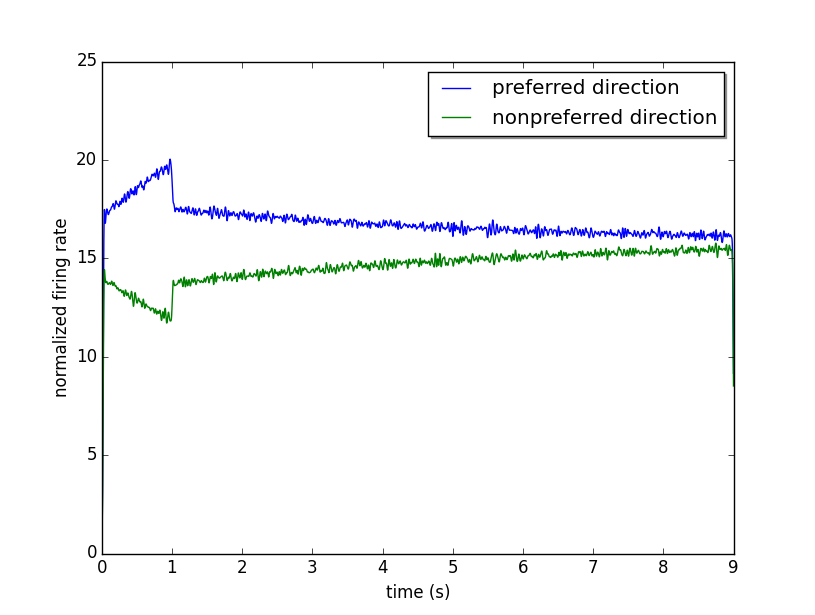 25
20
15
10
5
0
normalized firing rate
preferred direction
nonpreferred direction
0 1 2 3 4 5 6 7 8 9
time (s)